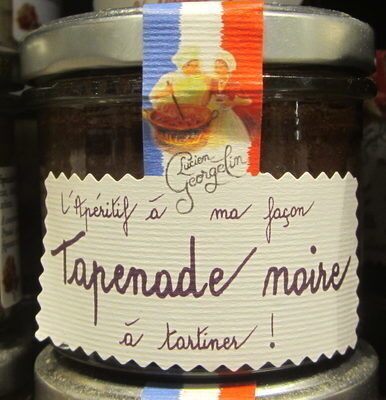 Lucien
Georgelin
L'Apéritif à ma façon
Tapenade noire
à tartiner !